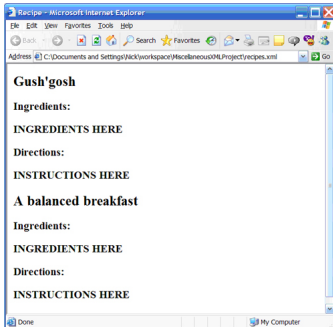 Recipe - Microsoft Internet Explorer
File Edit View Favorites Tools Help
Back Search Favorites
Address C:\Documents and Settings\Nick\workspace\MiscellaneousXMLProject\recipes.xml Go
Gush'gosh
Ingredients:
INGREDIENTS HERE
Directions:
INSTRUCTIONS HERE
A balanced breakfast
Ingredients:
INGREDIENTS HERE
Directions:
INSTRUCTIONS HERE
Done My Computer